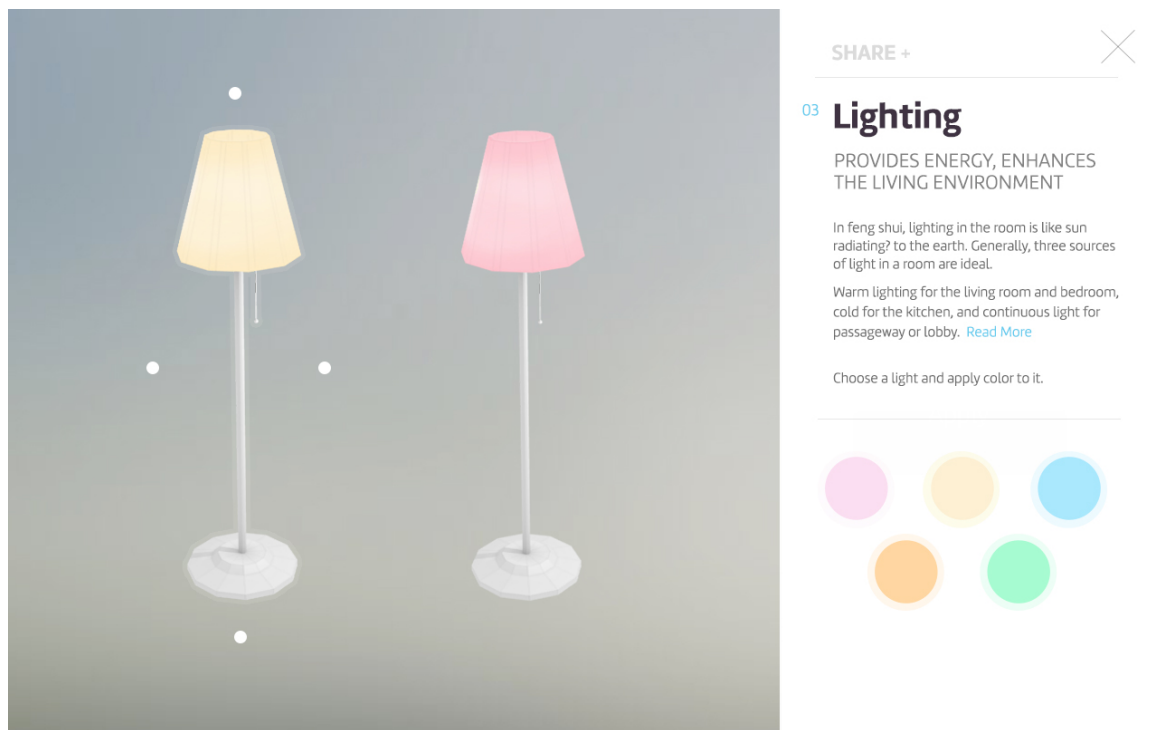 SHARE +
03
Lighting
PROVIDES ENERGY, ENHANCES
THE LIVING ENVIRONMENT
In feng shui, lighting in the room is like sun
radiating? to the earth. Generally, three sources
of light in a room are ideal.
Warm lighting for the living room and bedroom,
cold for the kitchen, and continuous light for
passageway or lobby. Read More
Choose a light and apply color to it.